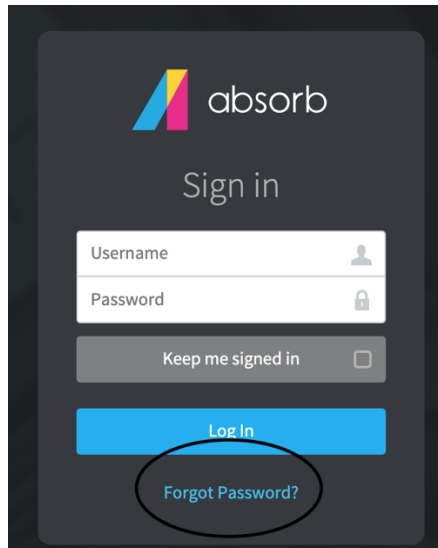 absorb
Sign in
Username
Password
Keep me signed in
Log In
Forgot Password?